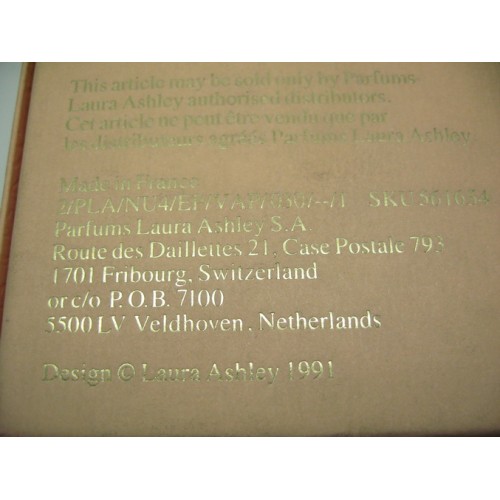 This article may be sold only by Parfums
Laura Ashley authorised distributors.
Cet article ne peut être vendu que par
les distributeurs agréés Parfums Laura Ashley.
Made in France
SKU 561654
Parfums Laura Ashley S.A.
Route des Daillettes 21, Case Postale 793
1701 Fribourg, Switzerland
or c/o P.O.B. 7100
5500 LV Veldhoven, Netherlands
Design © Laura Ashley 1991